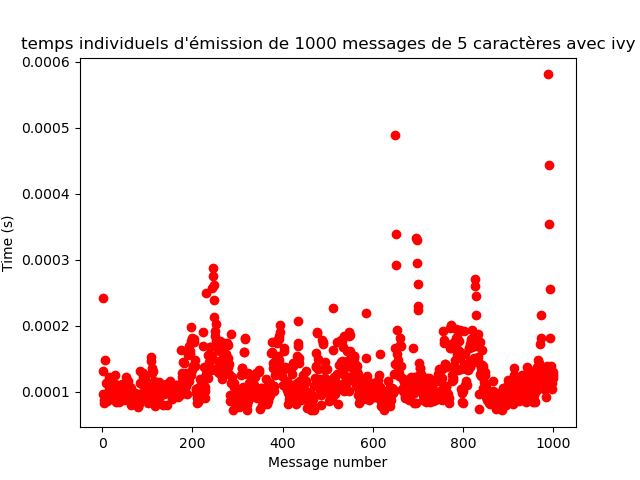 temps individuels d'émission de 1000 messages de 5 caractères avec ivy
0.0006
0.0005
0.0004
0.0003
0.0002
0.0001
Time (s)
0 200 400 600 800 1000
Message number